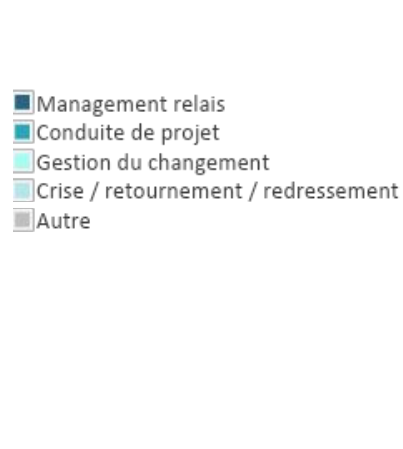 Management relais
Conduite de projet
Gestion du changement
Crise / retournement / redressement
Autre